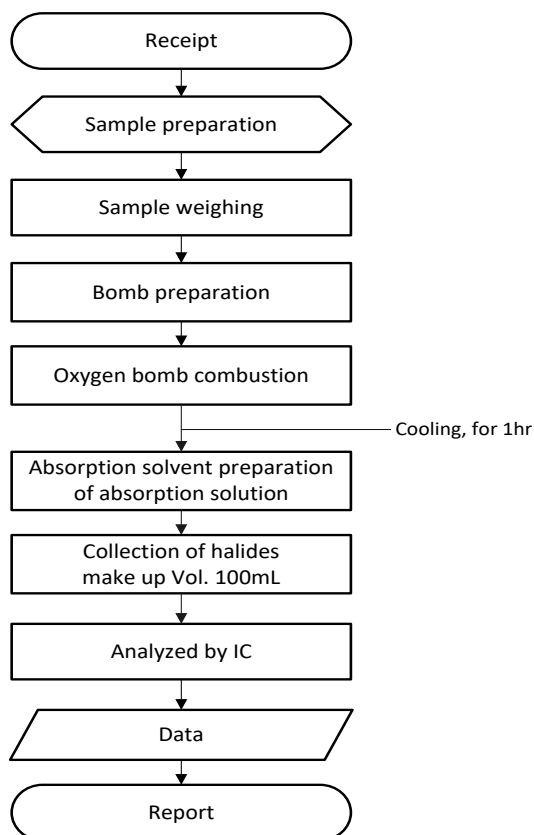 Receipt
Sample preparation
Sample weighing
Bomb preparation
Oxygen bomb combustion
Cooling, for 1hr
Absorption solvent preparation
of absorption solution
Collection of halides
make up Vol. 100mL
Analyzed by IC
Data
Report